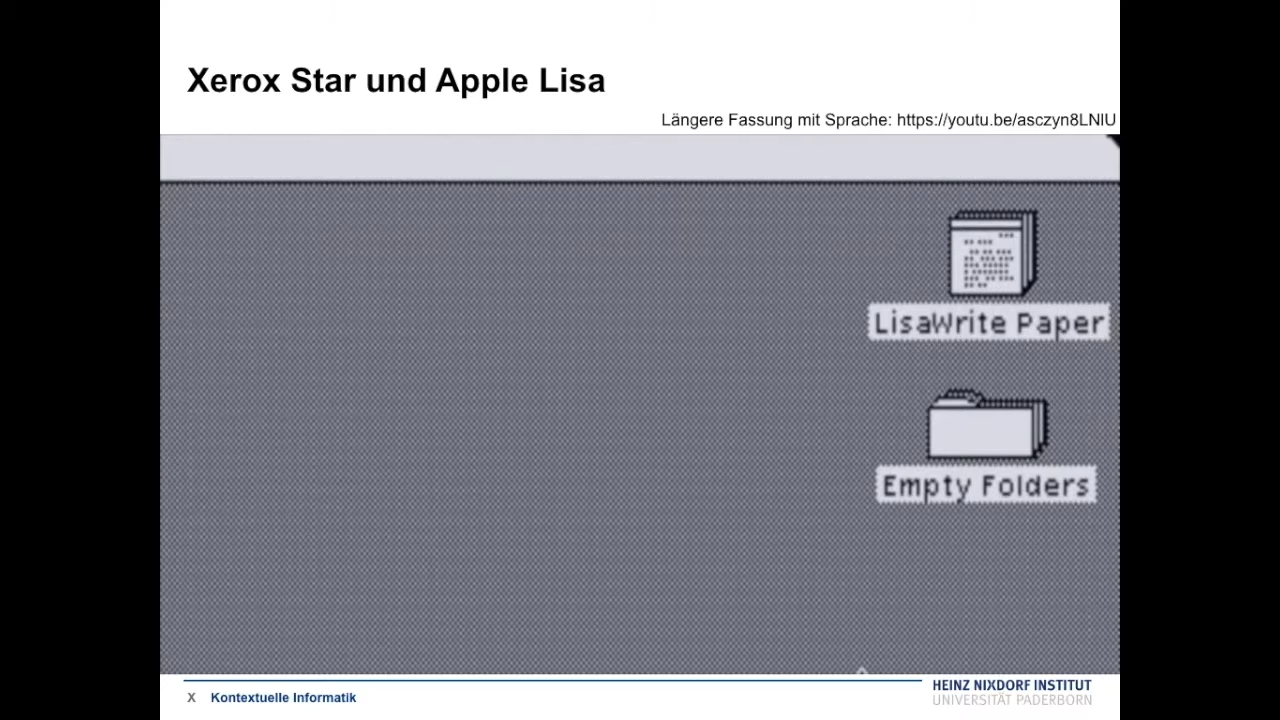 Xerox Star und Apple Lisa
Längere Fassung mit Sprache: https://youtu.be/asczyn8LNlU
LisaWrite Paper
Empty Folders
X Kontextuelle Informatik
HEINZ NIXDORF INSTITUT
UNIVERSITÄT PADERBORN